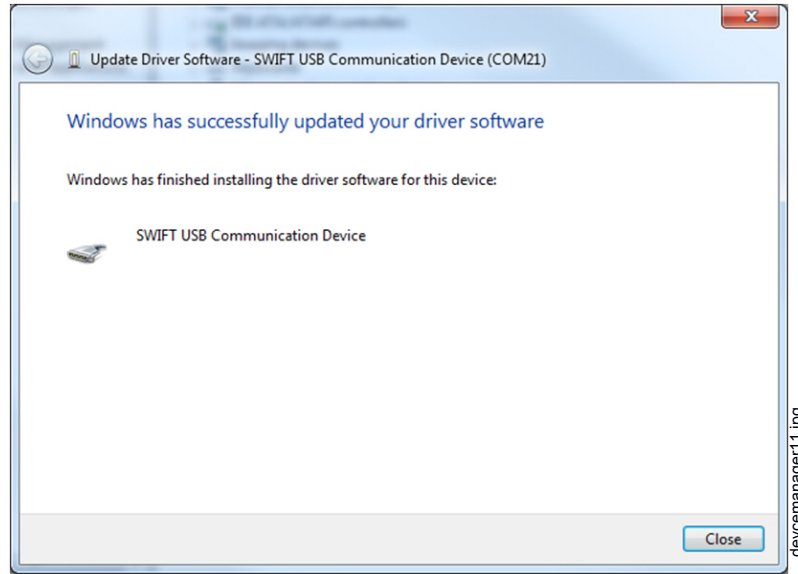 Update Driver Software - SWIFT USB Communication Device (COM21)
Windows has successfully updated your driver software
Windows has finished installing the driver software for this device:
SWIFT USB Communication Device
Close
devcemanager11.jpg